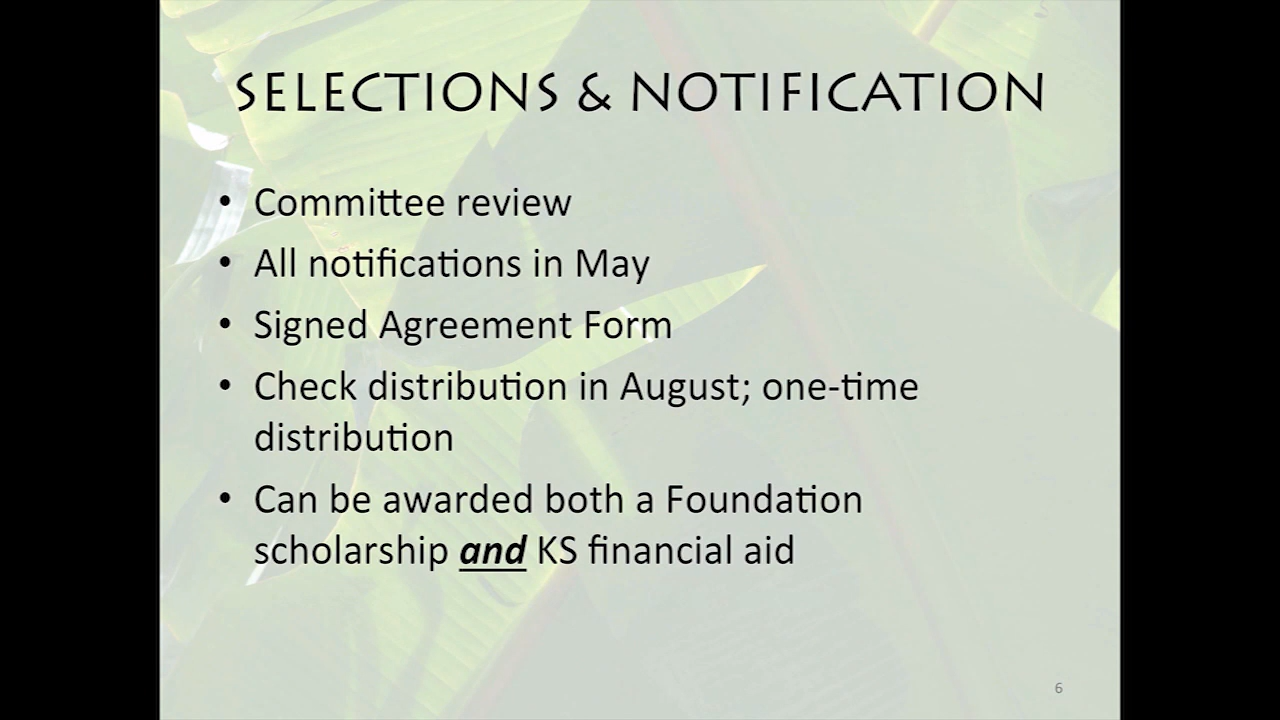 SELECTIONS & NOTIFICATION
• Committee review
• All notifications in May
• Signed Agreement Form
• Check distribution in August; one-time
distribution
• Can be awarded both a Foundation
scholarship and KS financial aid
6